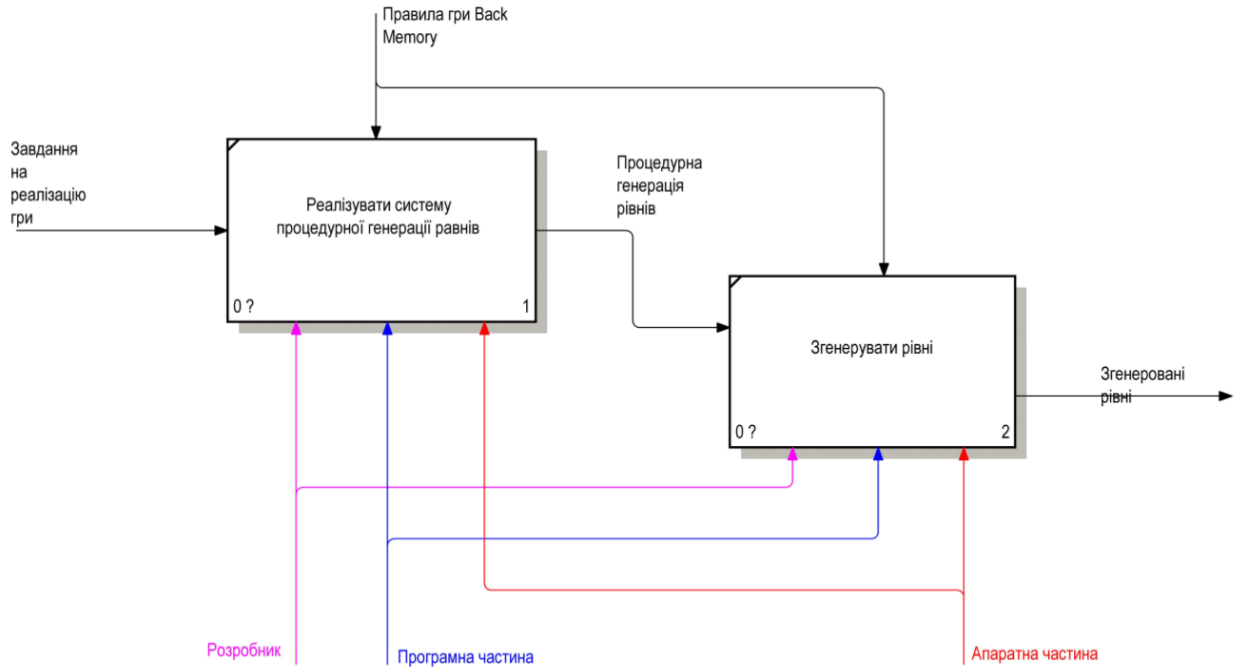 Правила гри Back
Memory
Завдання
на
реалізацію
гри
Реалізувати систему
процедурної генерації равнів
0 ?
1
Процедурна
генерація
рівнів
Згенерувати рівні
0 ?
2
Згенеровані
рівні
Розробник
Програмна частина
Апаратна частина